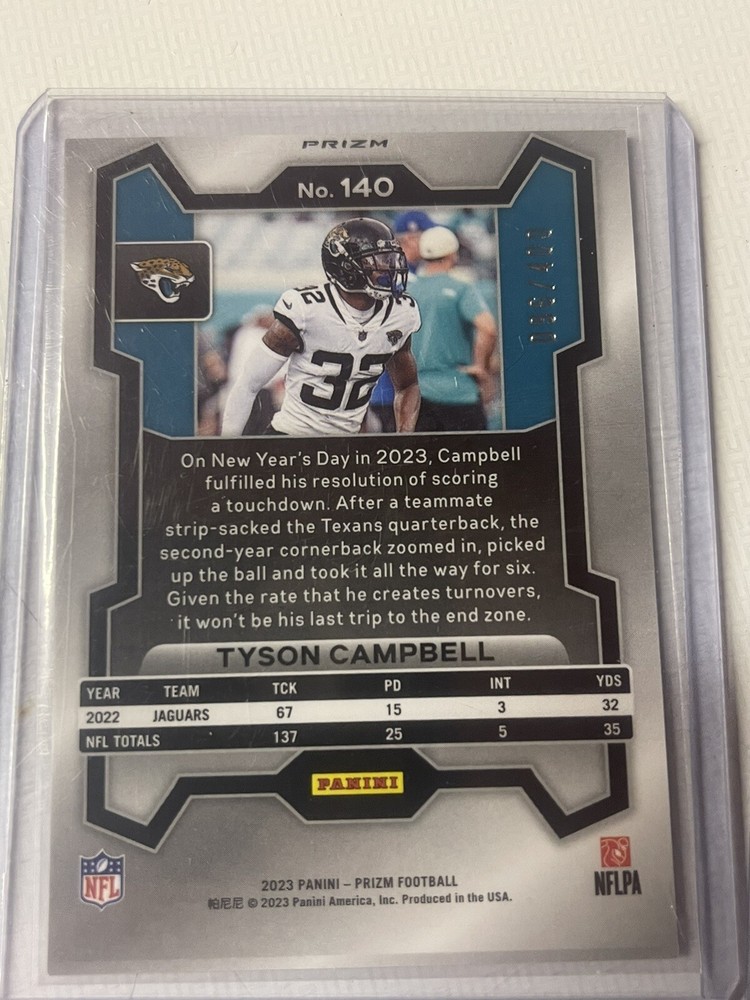 PRIZM
No. 140
32
32
On New Year's Day in 2023, Campbell
fulfilled his resolution of scoring
a touchdown. After a teammate
strip-sacked the Texans quarterback, the
second-year cornerback zoomed in, picked
up the ball and took it all the way for six.
Given the rate that he creates turnovers,
it won't be his last trip to the end zone.
TYSON CAMPBELL
YEAR TEAM TCK PD INT YDS
2022 JAGUARS 67 15 3 32
NFL TOTALS 137 25 5 35
PANINI
NFL
NFLPA
2023 PANINI – PRIZM FOOTBALL
帕尼尼 © 2023 Panini America, Inc. Produced in the USA.